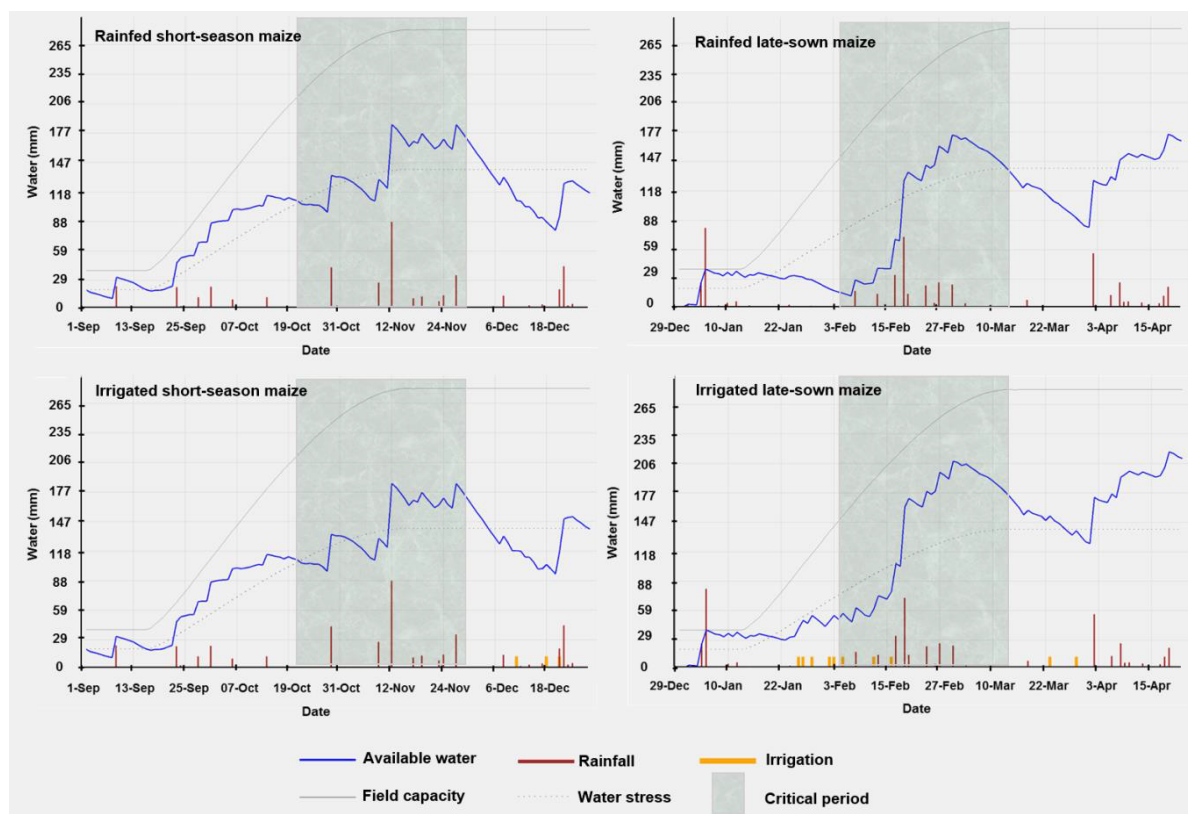 Rainfed short-season maize
Water (mm)
265
235
206
177
147
118
88
59
29
0
1-Sep 13-Sep 25-Sep 07-Oct 19-Oct 31-Oct 12-Nov 24-Nov 6-Dec 18-Dec
Date
Rainfed late-sown maize
Water (mm)
265
235
206
177
147
118
88
59
29
0
29-Dec 10-Jan 22-Jan 3-Feb 15-Feb 27-Feb 10-Mar 22-Mar 3-Apr 15-Apr
Date
Irrigated short-season maize
Water (mm)
265
235
206
177
147
118
88
59
29
0
1-Sep 13-Sep 25-Sep 07-Oct 19-Oct 31-Oct 12-Nov 24-Nov 6-Dec 18-Dec
Date
Irrigated late-sown maize
Water (mm)
265
235
206
177
147
118
88
59
29
0
29-Dec 10-Jan 22-Jan 3-Feb 15-Feb 27-Feb 10-Mar 22-Mar 3-Apr 15-Apr
Date
Available water Rainfall Irrigation
Field capacity Water stress Critical period